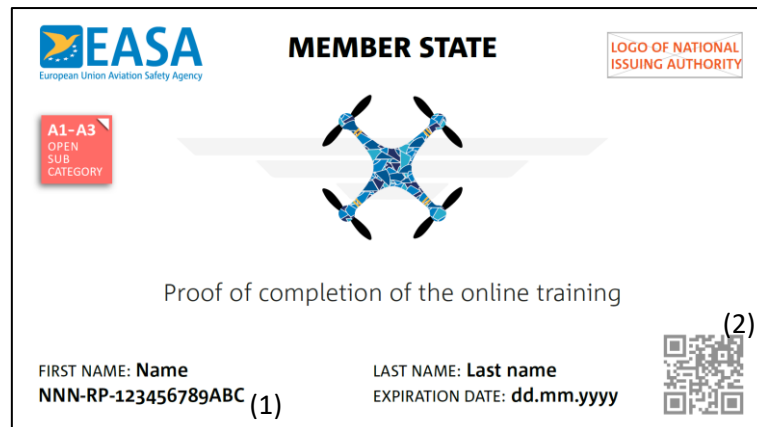 EASA
European Union Aviation Safety Agency
MEMBER STATE
LOGO OF NATIONAL
ISSUING AUTHORITY
A1-A3
OPEN
SUB
CATEGORY
Proof of completion of the online training
(2)
FIRST NAME: Name
NNN-RP-123456789ABC (1)
LAST NAME: Last name
EXPIRATION DATE: dd.mm.yyyy